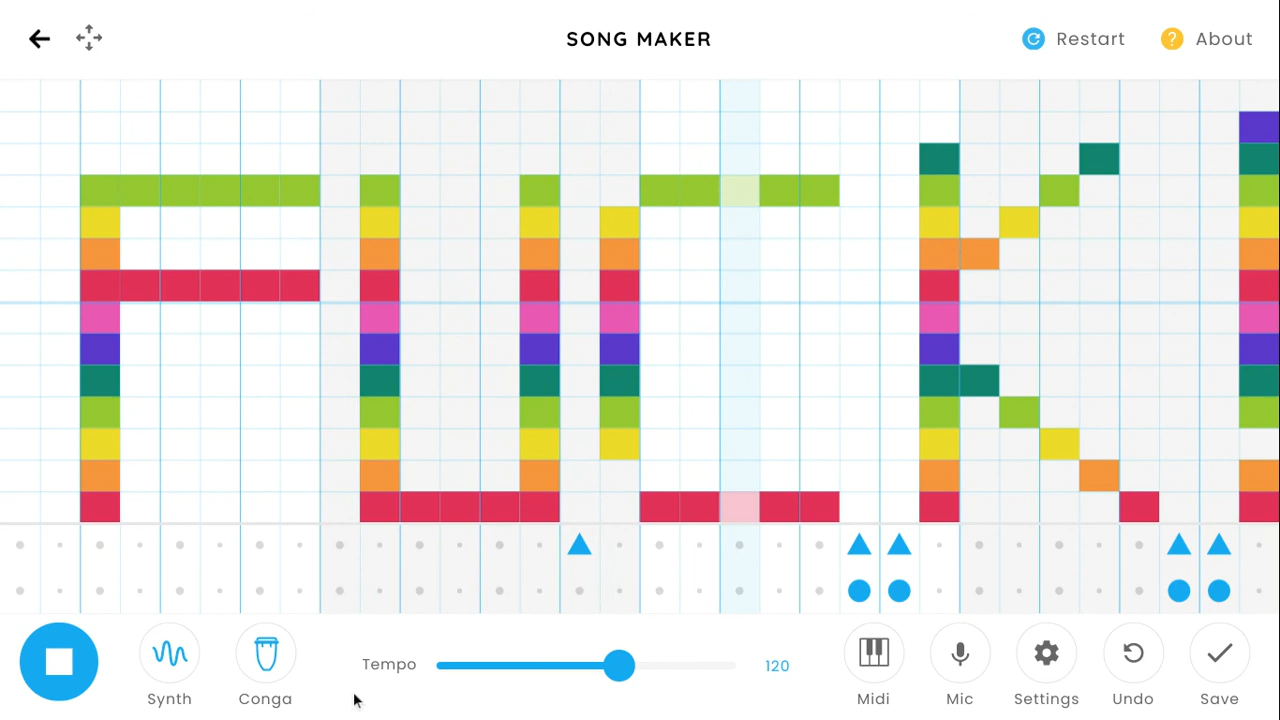 SONG MAKER
Restart
? About
FUCK
Tempo
120
Synth
Conga
Midi
Mic
Settings
Undo
Save